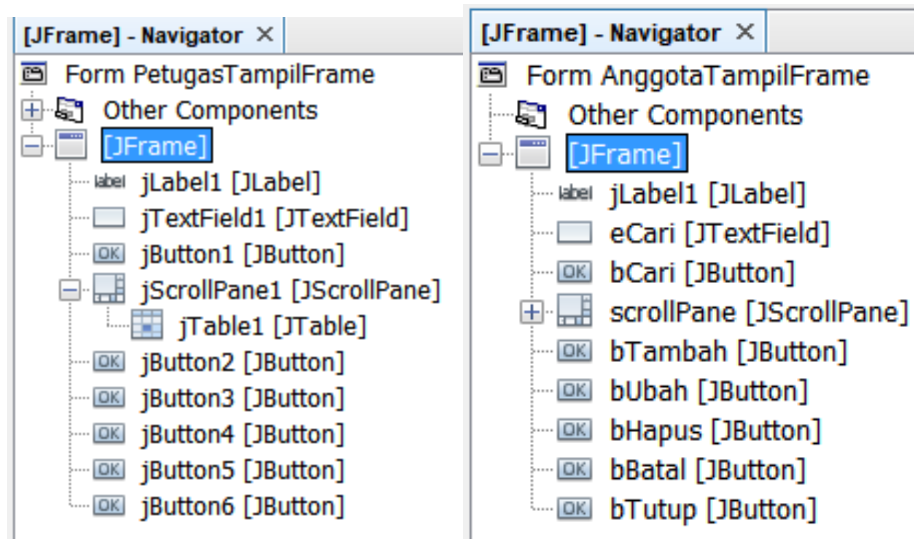 [JFrame] - Navigator ×
Form PetugasTampilFrame
Other Components
[JFrame]
label jLabel1 [JLabel]
jTextField1 [JTextField]
OK jButton1 [JButton]
jScrollPane1 [JScrollPane]
jTable1 [JTable]
OK jButton2 [JButton]
OK jButton3 [JButton]
OK jButton4 [JButton]
OK jButton5 [JButton]
OK jButton6 [JButton]
[JFrame] - Navigator ×
Form AnggotaTampilFrame
Other Components
[JFrame]
label jLabel1 [JLabel]
eCari [JTextField]
OK bCari [JButton]
scrollPane [JScrollPane]
OK bTambah [JButton]
OK bUbah [JButton]
OK bHapus [JButton]
OK bBatal [JButton]
OK bTutup [JButton]